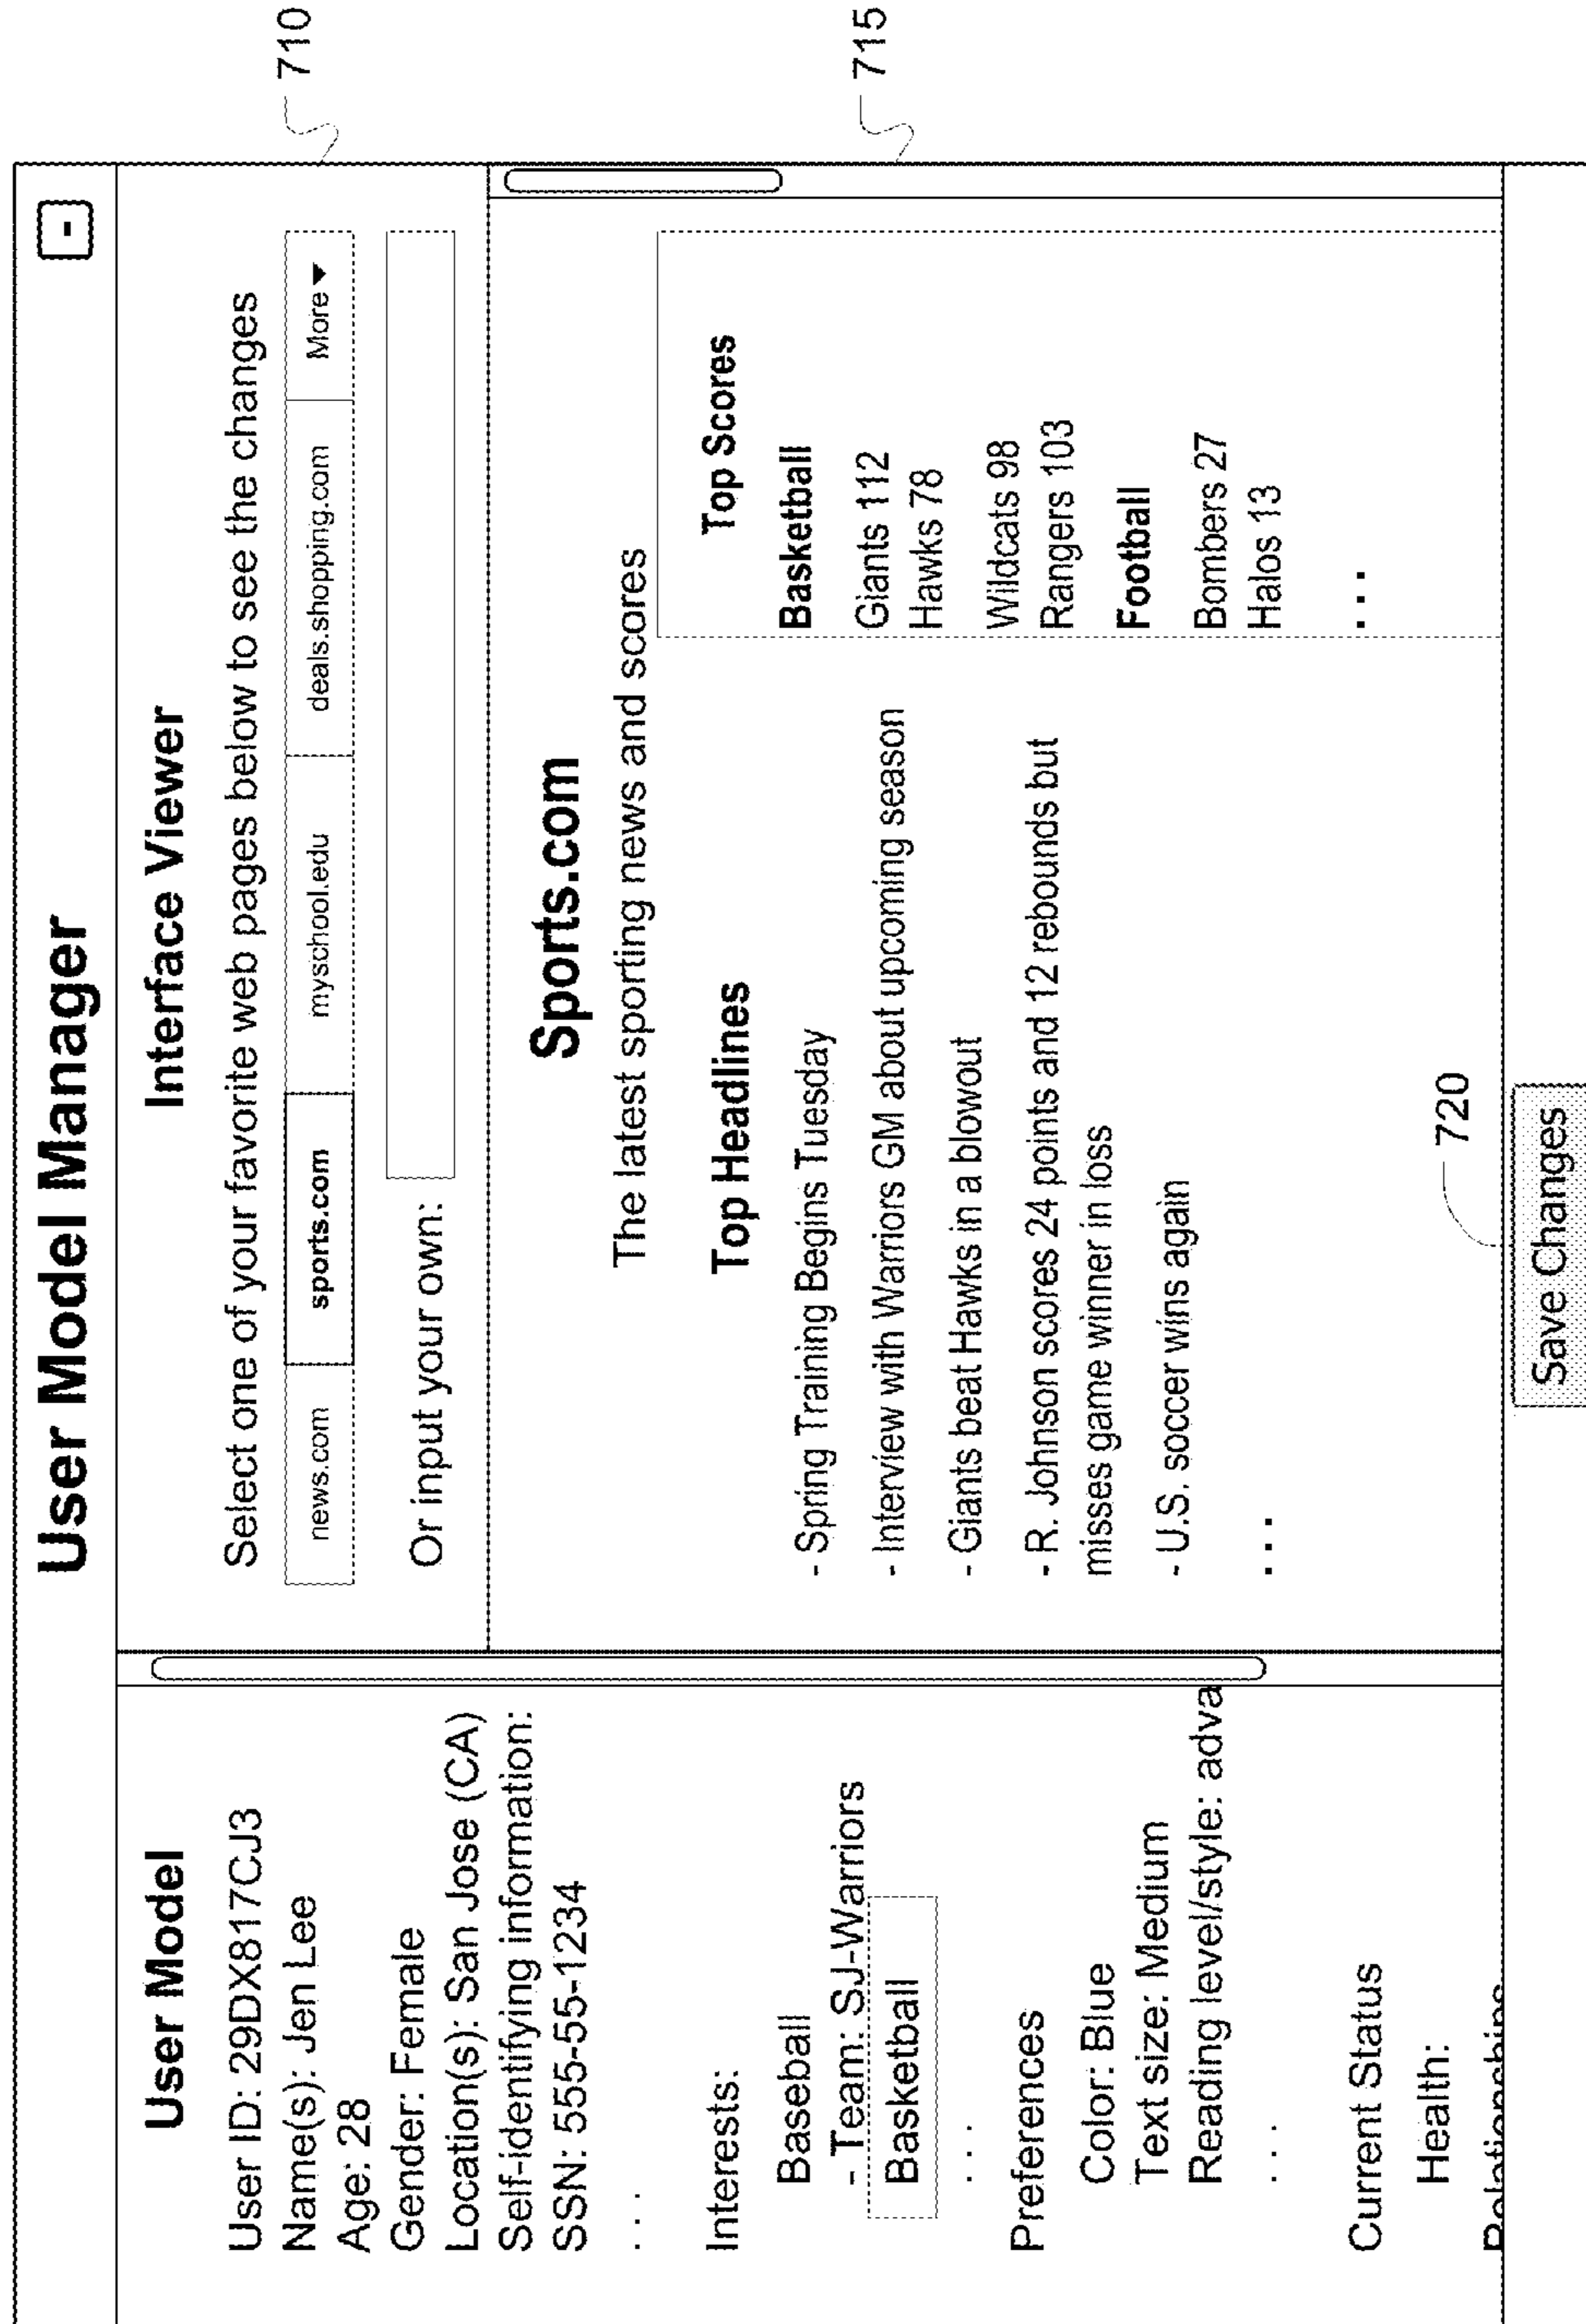 User Model Manager
-
User Model
User ID: 29DX817CJ3
Name(s): Jen Lee
Age: 28
Gender: Female
Location(s): San Jose (CA)
Self-identifying information:
SSN: 555-55-1234
. . .
Interests:
Baseball
- Team: SJ-Warriors
Basketball
. . .
Preferences
Color: Blue
Text size: Medium
Reading level/style: adva
. . .
Current Status
Health:
Relationships
Interface Viewer
Select one of your favorite web pages below to see the changes
news.com sports.com myschool.edu deals.shopping.com More ▼
Or input your own:
710
Sports.com
The latest sporting news and scores
Top Headlines
- Spring Training Begins Tuesday
- Interview with Warriors GM about upcoming season
- Giants beat Hawks in a blowout
- R. Johnson scores 24 points and 12 rebounds but
misses game winner in loss
- U.S. soccer wins again
. . .
Top Scores
Basketball
Giants 112
Hawks 78
Wildcats 98
Rangers 103
Football
Bombers 27
Halos 13
. . .
715
720
Save Changes